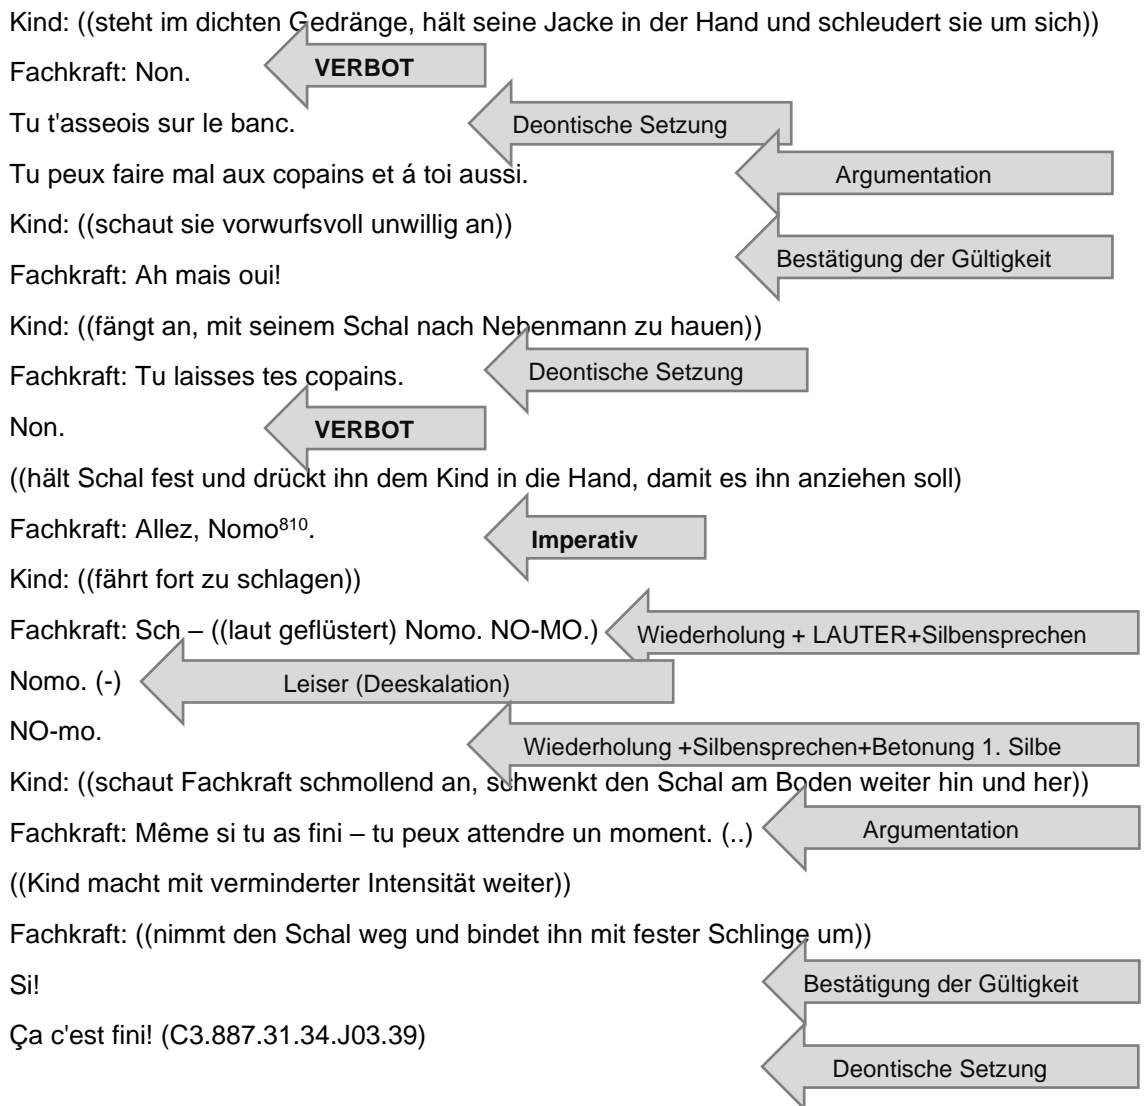 Kind: ((steht im dichten Gedränge, hält seine Jacke in der Hand und schleudert sie um sich))
Fachkraft: Non. VERBOT
Tu t'asseois sur le banc. Deontische Setzung
Tu peux faire mal aux copains et á toi aussi. Argumentation
Kind: ((schaut sie vorwurfsvoll unwillig an))
Bestätigung der Gültigkeit
Fachkraft: Ah mais oui!
Kind: ((fängt an, mit seinem Schal nach Nebenmann zu hauen))
Fachkraft: Tu laisses tes copains. Deontische Setzung
Non. VERBOT
((hält Schal fest und drückt ihn dem Kind in die Hand, damit es ihn anziehen soll)
Fachkraft: Allez, Nomo⁸¹⁰. Imperativ
Kind: ((fährt fort zu schlagen))
Fachkraft: Sch – ((laut geflüstert) Nomo. NO-MO.) Wiederholung + LAUTER+Silbensprechen
Nomo. (-) Leiser (Deeskalation)
NO-mo. Wiederholung +Silbensprechen+Betonung 1. Silbe
Kind: ((schaut Fachkraft schmollend an, schwenkt den Schal am Boden weiter hin und her))
Fachkraft: Même si tu as fini – tu peux attendre un moment. (..) Argumentation
((Kind macht mit verminderter Intensität weiter))
Fachkraft: ((nimmt den Schal weg und bindet ihn mit fester Schlinge um))
Si! Bestätigung der Gültigkeit
Ça c'est fini! (C3.887.31.34.J03.39)
Deontische Setzung